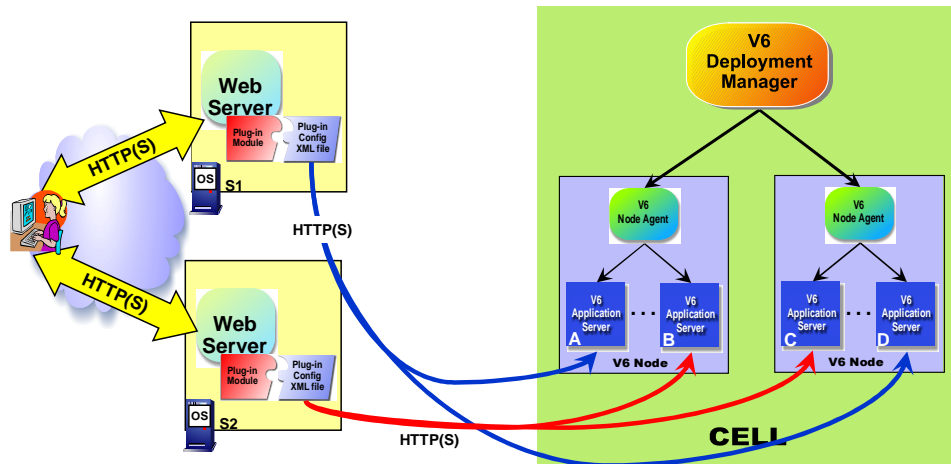 V6
Deployment
Manager
Web
Server
Plug-in
Module
Plug-in
Config
XML file
HTTP(S)
OS
S1
HTTP(S)
V6
Node Agent
V6
Node Agent
HTTP(S)
Web
Server
Plug-in
Module
Plug-in
Config
XML file
OS
S2
V6
Application
Server
A
...
V6
Application
Server
B
V6 Node
V6
Application
Server
C
...
V6
Application
Server
D
V6 Node
HTTP(S)
CELL